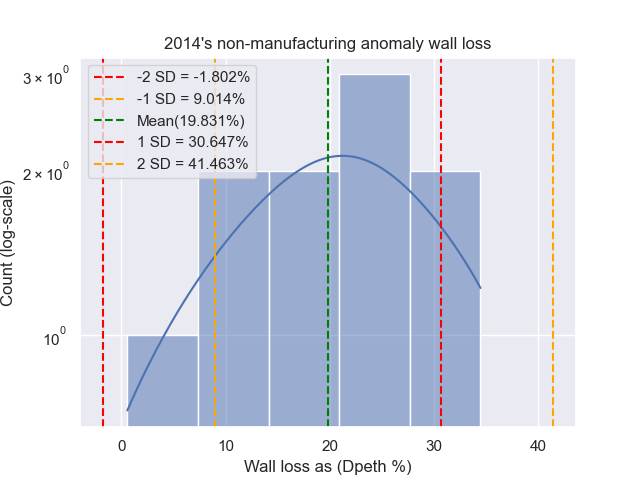 2014's non-manufacturing anomaly wall loss
-2 SD = -1.802%
-1 SD = 9.014%
Mean(19.831%)
1 SD = 30.647%
2 SD = 41.463%
3 × 10⁰
2 × 10⁰
10⁰
Count (log-scale)
0 10 20 30 40
Wall loss as (Dpeth %)